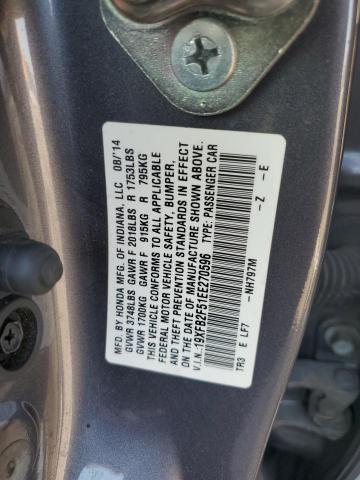 MFD. BY HONDA MFG. OF INDIANA, LLC 08/'14
GVWR 3748LBS GAWR F 2018LBS R 1753LBS
GVWR 1700KG GAWR F 915KG R 795KG
THIS VEHICLE CONFORMS TO ALL APPLICABLE
FEDERAL MOTOR VEHICLE SAFETY, BUMPER,
AND THEFT PREVENTION STANDARDS IN EFFECT
ON THE DATE OF MANUFACTURE SHOWN ABOVE.
V.I.N. 19XFB2F51EE270596 TYPE: PASSENGER CAR
TR3 E LF7 - NH797M - Z - E